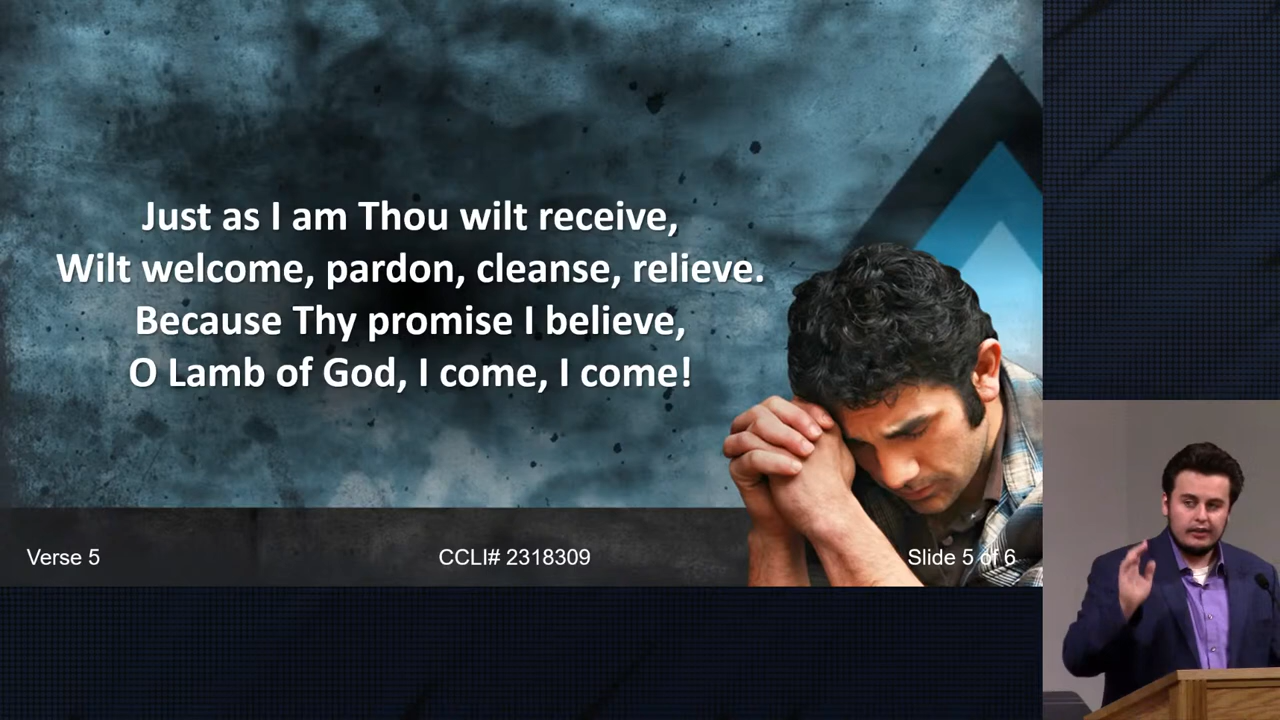 Just as I am Thou wilt receive,
Wilt welcome, pardon, cleanse, relieve.
Because Thy promise I believe,
O Lamb of God, I come, I come!
Verse 5
CCLI# 2318309
Slide 5 of 6